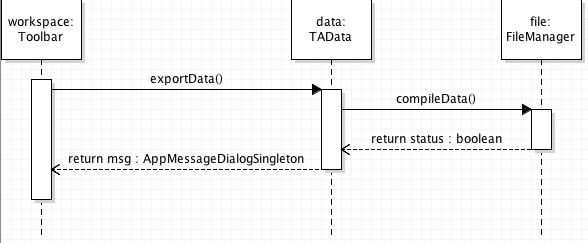 workspace:
Toolbar
data:
TAData
file:
FileManager
exportData()
compileData()
return status : boolean
return msg : AppMessageDialogSingleton